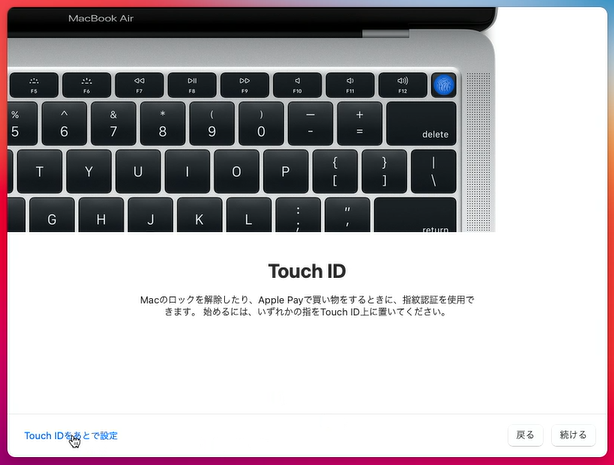 MacBook Air
F5 F6 F7 F8 F9 F10 F11 F12
% ^ & * ( ) — +
5 6 7 8 9 0 - = delete
T Y U I O P { } |
[ ] \
G H J K L : " return
; '
Touch ID
Macのロックを解除したり、Apple Payで買い物をするときに、指紋認証を使用で
きます。 始めるには、いずれかの指をTouch ID上に置いてください。
Touch IDをあとで設定
戻る
続ける